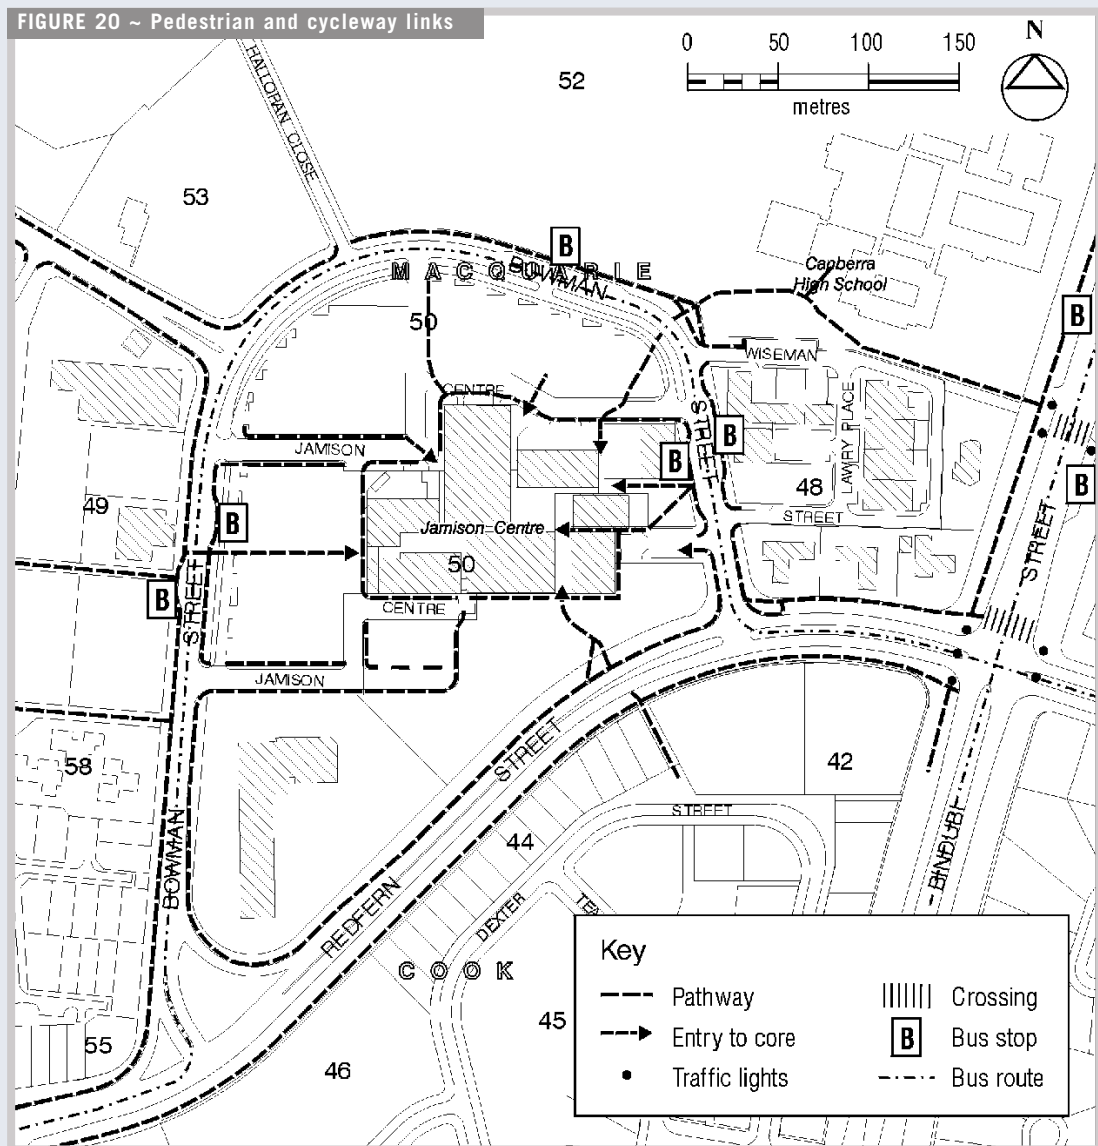 FIGURE 20 ~ Pedestrian and cycleway links
0 50 100 150
metres
N
52
HALLORAN CLOSE
53
B
MACQUARIE
BOWMAN
Canberra
High School
B
50
WISEMAN
CENTRE
STREET
LAWRY PLACE
JAMISON
B
B
B
49
48
B
Jamison Centre
STREET
STREET
50
B
CENTRE
STREET
JAMISON
STREET
42
58
STREET
BOWMAN
44
BINDUBI
REDFERN
DEXTER
COOK
45
55
46
Key
Pathway
Entry to core
Traffic lights
Crossing
B Bus stop
Bus route